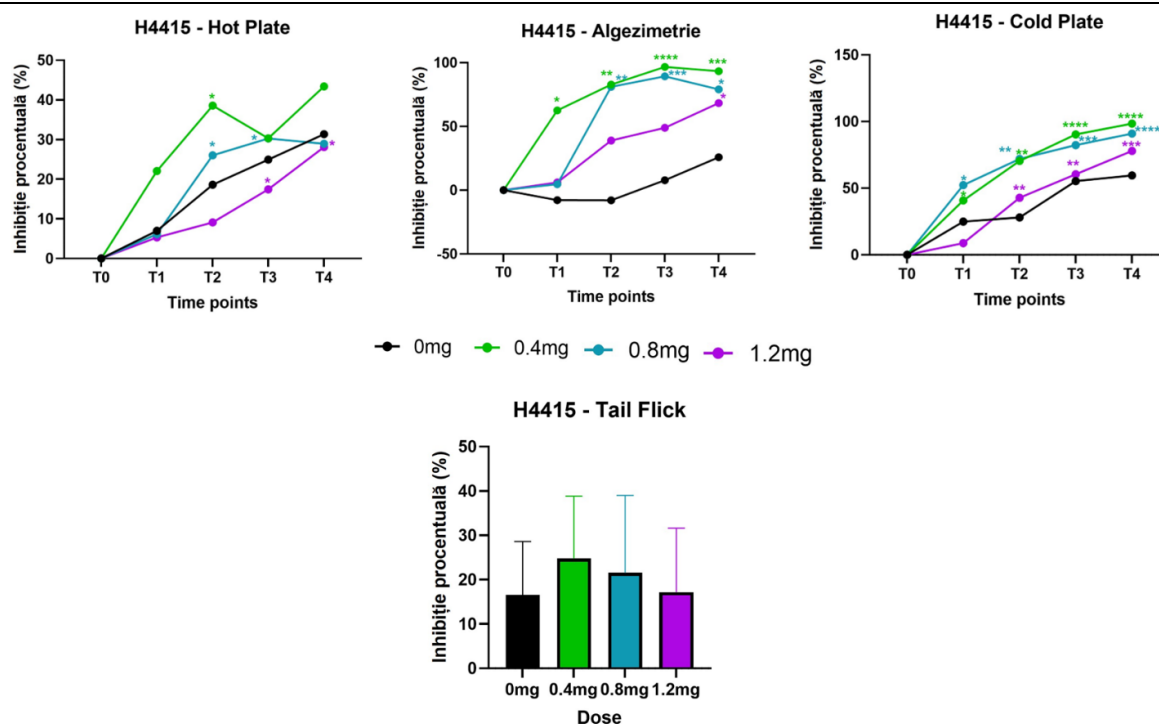 H4415 - Hot Plate
Inhibiție procentuală (%)
50
40
30
20
10
0
*
*
*
*
*
T0 T1 T2 T3 T4
Time points
H4415 - Algezimetrie
Inhibiție procentuală (%)
100
50
0
-50
*
**
**
****
***
***
*
*
T0 T1 T2 T3 T4
Time points
H4415 - Cold Plate
Inhibiție procentuală (%)
150
100
50
0
*
*
**
**
**
****
***
**
****
****
***
T0 T1 T2 T3 T4
Time points
0mg 0.4mg 0.8mg 1.2mg
H4415 - Tail Flick
Inhibiție procentuală (%)
50
40
30
20
10
0
0mg 0.4mg 0.8mg 1.2mg
Dose